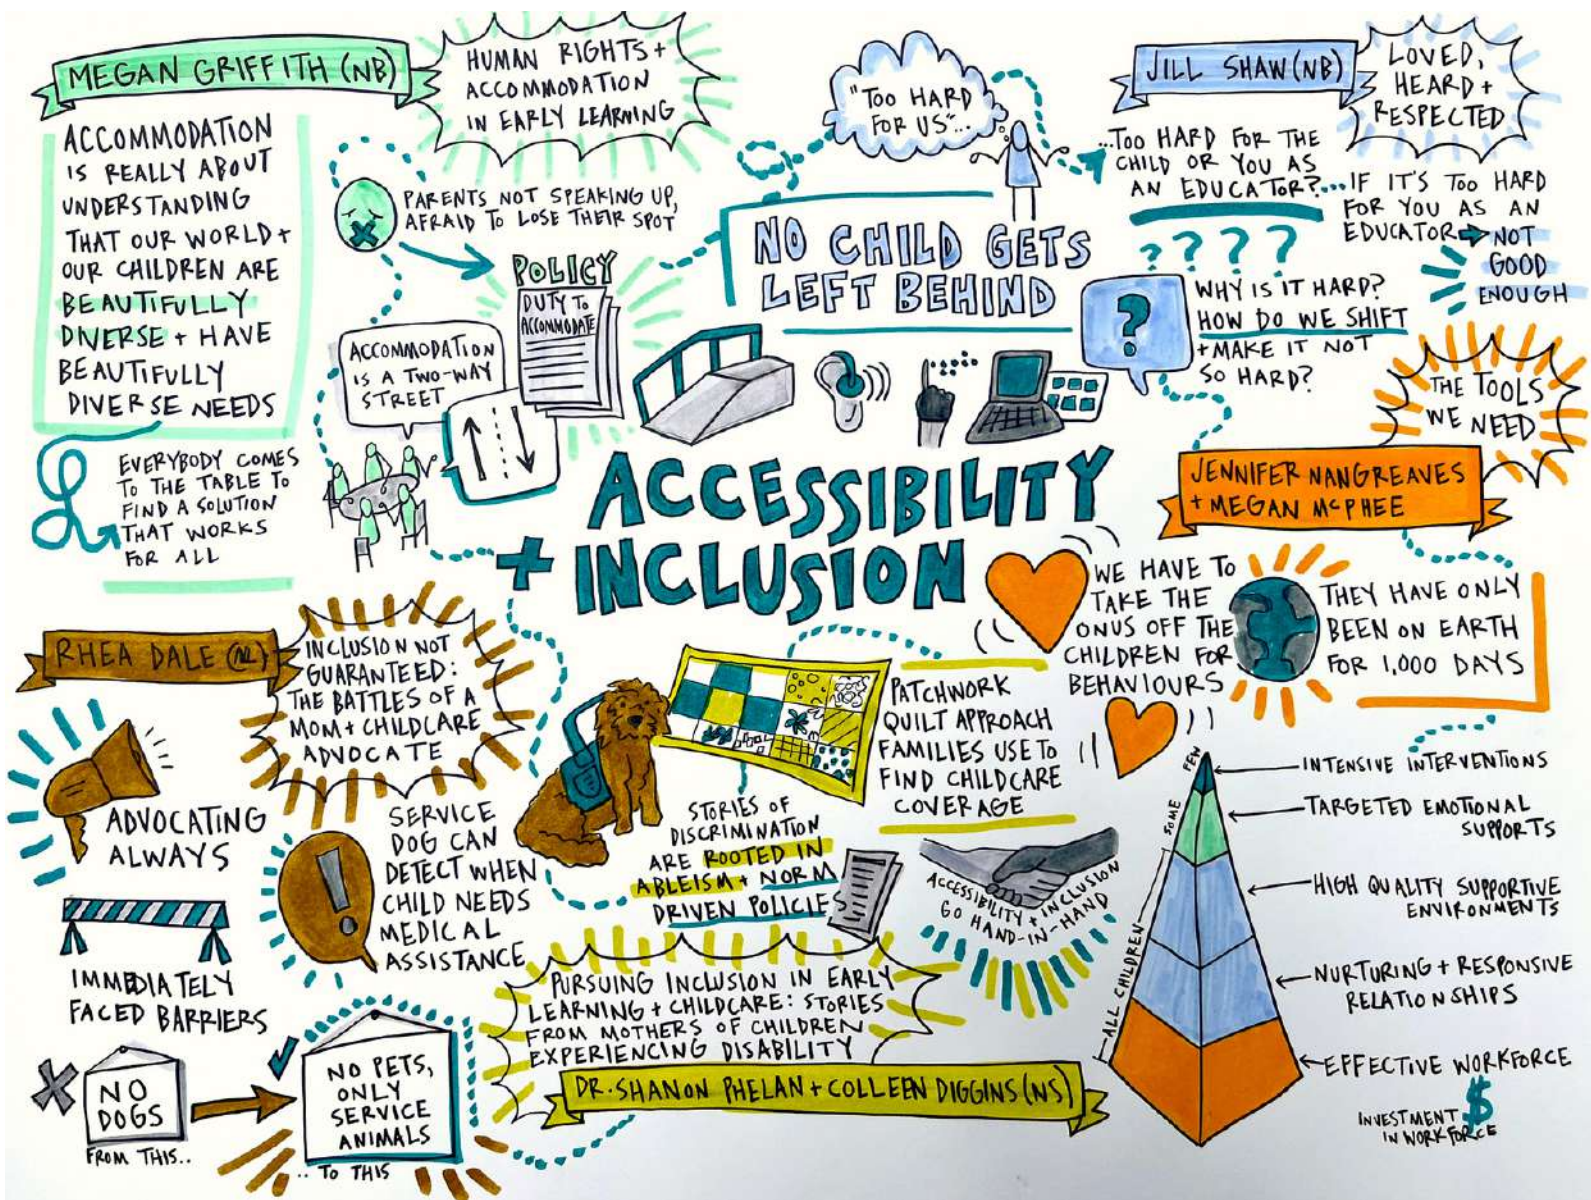 MEGAN GRIFFITH (NB)
HUMAN RIGHTS +
ACCOMMODATION
IN EARLY LEARNING
ACCOMMODATION
IS REALLY ABOUT
UNDERSTANDING
THAT OUR WORLD +
OUR CHILDREN ARE
BEAUTIFULLY
DIVERSE + HAVE
BEAUTIFULLY
DIVERSE NEEDS
EVERYBODY COMES
TO THE TABLE TO
FIND A SOLUTION
THAT WORKS
FOR ALL
PARENTS NOT SPEAKING UP,
AFRAID TO LOSE THEIR SPOT
POLICY
DUTY TO
ACCOMMODATE
ACCOMMODATION
IS A TWO-WAY
STREET
"TOO HARD
FOR US"...
NO CHILD GETS
LEFT BEHIND
JILL SHAW (NB)
LOVED,
HEARD +
RESPECTED
...TOO HARD FOR THE
CHILD OR YOU AS
AN EDUCATOR?...
IF IT'S TOO HARD
FOR YOU AS AN
EDUCATOR
NOT
GOOD
ENOUGH
? ? ? ?
?
WHY IS IT HARD?
HOW DO WE SHIFT
+ MAKE IT NOT
SO HARD?
ACCESSIBILITY
+ INCLUSION
THE TOOLS
WE NEED
JENNIFER NANGREAVES
+ MEGAN McPHEE
WE HAVE TO
TAKE THE
ONUS OFF THE
CHILDREN FOR
BEHAVIOURS
THEY HAVE ONLY
BEEN ON EARTH
FOR 1,000 DAYS
FEW
SOME
ALL CHILDREN
INTENSIVE INTERVENTIONS
TARGETED EMOTIONAL
SUPPORTS
HIGH QUALITY SUPPORTIVE
ENVIRONMENTS
NURTURING + RESPONSIVE
RELATIONSHIPS
EFFECTIVE WORKFORCE
$
INVESTMENT
IN WORKFORCE
RHEA DALE (NL)
INCLUSION NOT
GUARANTEED:
THE BATTLES OF A
MOM + CHILDCARE
ADVOCATE
ADVOCATING
ALWAYS
IMMEDIATELY
FACED BARRIERS
!
SERVICE
DOG CAN
DETECT WHEN
CHILD NEEDS
MEDICAL
ASSISTANCE
NO
DOGS
FROM THIS..
NO PETS,
ONLY
SERVICE
ANIMALS
.. TO THIS
PATCHWORK
QUILT APPROACH
FAMILIES USE TO
FIND CHILDCARE
COVERAGE
STORIES OF
DISCRIMINATION
ARE ROOTED IN
ABLEISM + NORM
DRIVEN POLICIES
ACCESSIBILITY + INCLUSION
GO HAND-IN-HAND
PURSUING INCLUSION IN EARLY
LEARNING + CHILDCARE: STORIES
FROM MOTHERS OF CHILDREN
EXPERIENCING DISABILITY
DR. SHANON PHELAN + COLLEEN DIGGINS (NS)